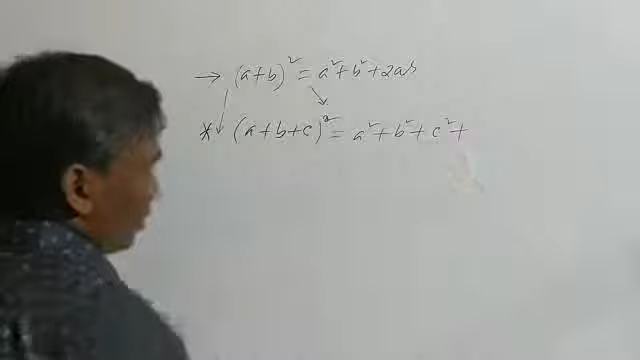 → (a+b)² = a²+b²+2ab
* (a+b+c)² = a²+b²+c²+